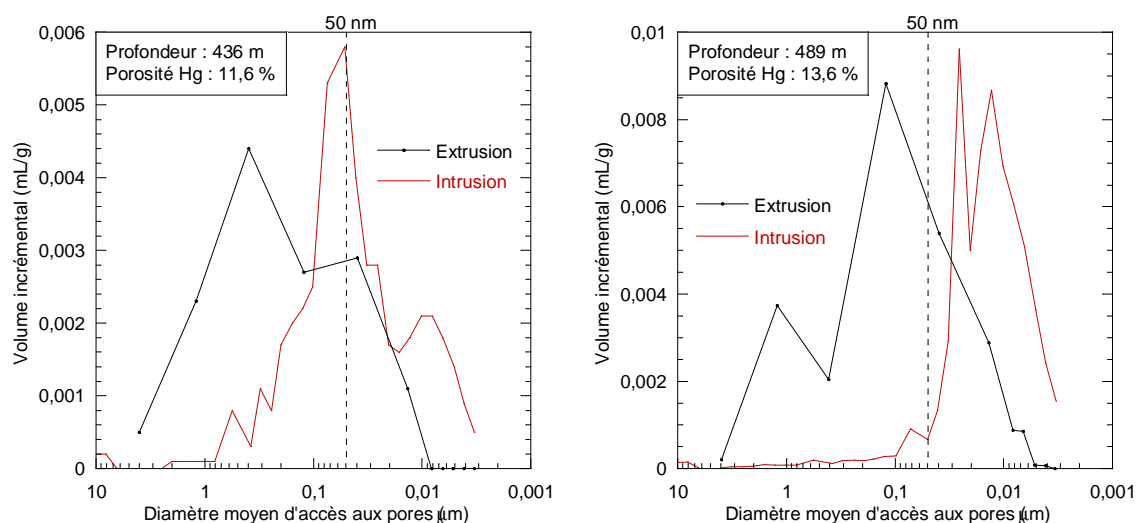 50 nm
0,006
Profondeur : 436 m
Porosité Hg : 11,6 %
0,005
0,004
Extrusion
Intrusion
0,003
0,002
0,001
0
Volume incrémental (mL/g)
10 1 0,1 0,01 0,001
Diamètre moyen d'accès aux pores (µm)
50 nm
0,01
Profondeur : 489 m
Porosité Hg : 13,6 %
0,008
0,006
Extrusion
Intrusion
0,004
0,002
0
Volume incrémental (mL/g)
10 1 0,1 0,01 0,001
Diamètre moyen d'accès aux pores (µm)